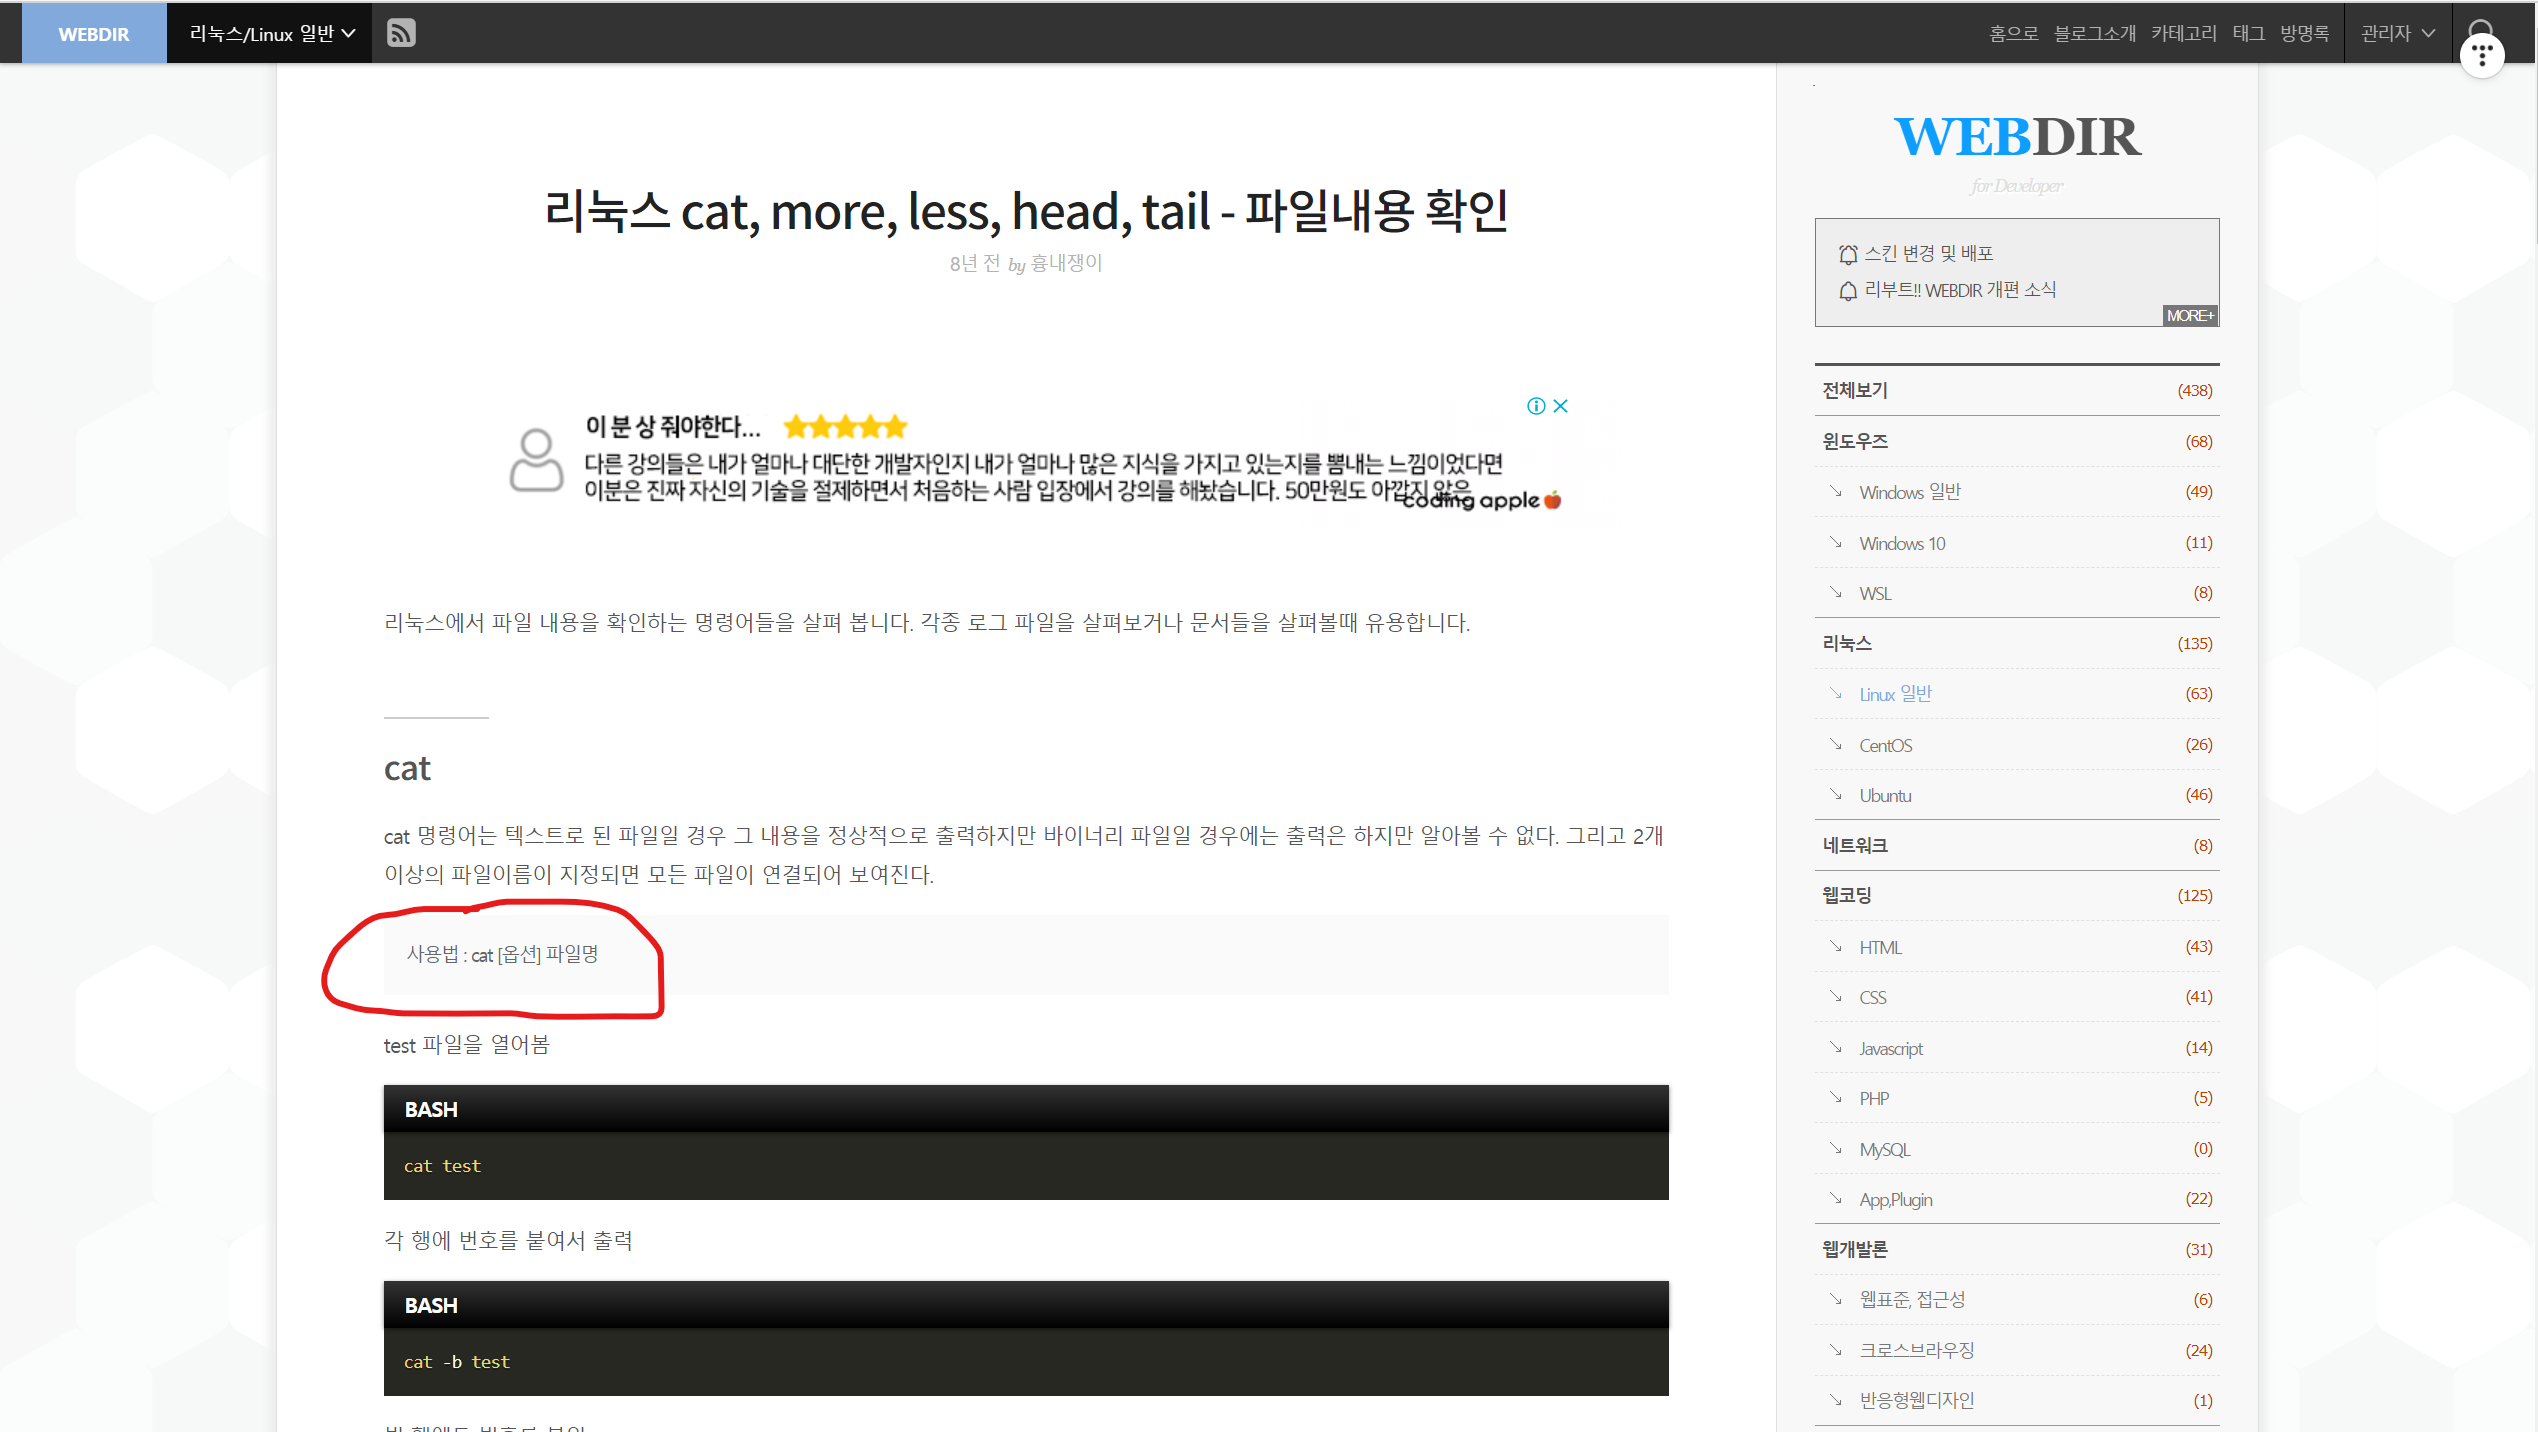 WEBDIR
리눅스/Linux 일반
홈으로 블로그소개 카테고리 태그 방명록 관리자
리눅스 cat, more, less, head, tail - 파일내용 확인
8년 전 by 흉내쟁이
이 분 상 줘야한다...
다른 강의들은 내가 얼마나 대단한 개발자인지 내가 얼마나 많은 지식을 가지고 있는지를 뽐내는 느낌이었다면
이분은 진짜 자신의 기술을 절제하면서 처음하는 사람 입장에서 강의를 해놨습니다. 50만원도 아깝지 않은
coding apple
리눅스에서 파일 내용을 확인하는 명령어들을 살펴 봅니다. 각종 로그 파일을 살펴보거나 문서들을 살펴볼때 유용합니다.
cat
cat 명령어는 텍스트로 된 파일일 경우 그 내용을 정상적으로 출력하지만 바이너리 파일일 경우에는 출력은 하지만 알아볼 수 없다. 그리고 2개
이상의 파일이름이 지정되면 모든 파일이 연결되어 보여진다.
사용법 : cat [옵션] 파일명
test 파일을 열어봄
BASH
cat test
각 행에 번호를 붙여서 출력
BASH
cat -b test
WEBDIR
for Developer
스킨 변경 및 배포
리부트!! WEBDIR 개편 소식
MORE+
전체보기 (438)
윈도우즈 (68)
Windows 일반 (49)
Windows 10 (11)
WSL (8)
리눅스 (135)
Linux 일반 (63)
CentOS (26)
Ubuntu (46)
네트워크 (8)
웹코딩 (125)
HTML (43)
CSS (41)
Javascript (14)
PHP (5)
MySQL (0)
App,Plugin (22)
웹개발론 (31)
웹표준, 접근성 (6)
크로스브라우징 (24)
반응형웹디자인 (1)